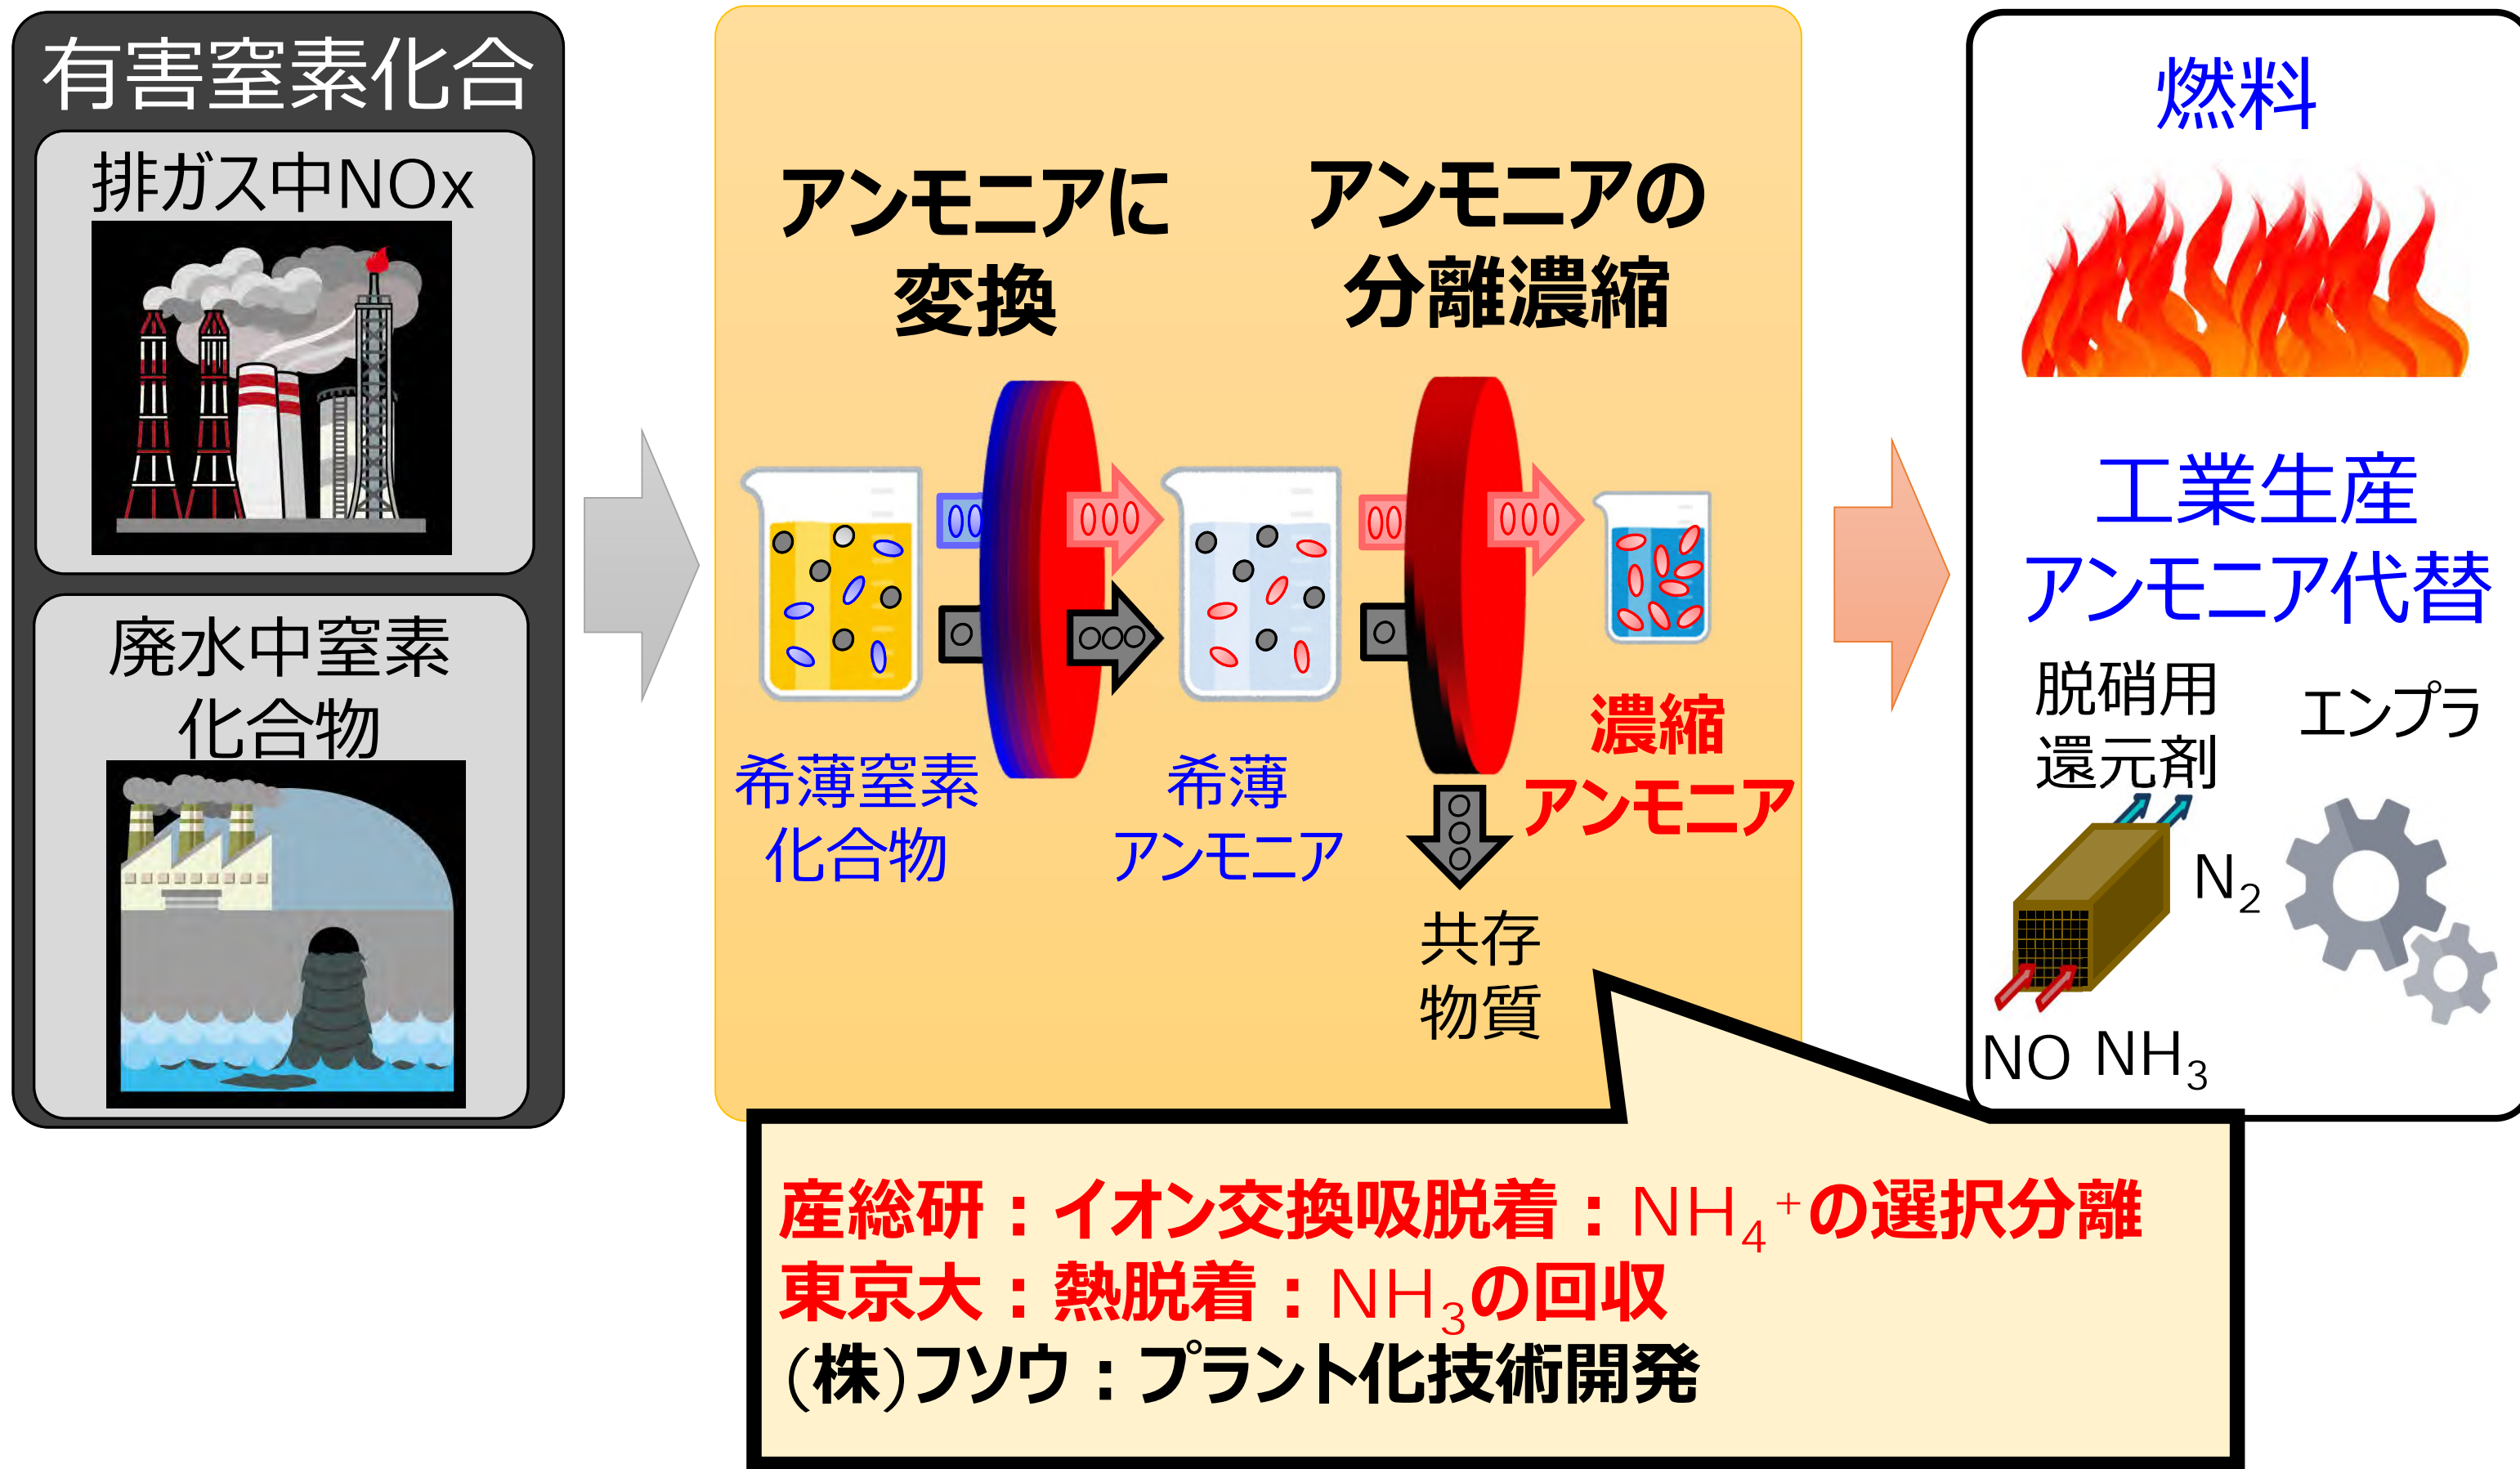 有害窒素化合
排ガス中NOx
廃水中窒素
化合物
アンモニアに
変換
アンモニアの
分離濃縮
希薄窒素
化合物
希薄
アンモニア
濃縮
アンモニア
共存
物質
燃料
工業生産
アンモニア代替
脱硝用
還元剤
エンプラ
N₂
NO NH₃
産総研：イオン交換吸脱着：NH₄⁺の選択分離
東京大：熱脱着：NH₃の回収
(株)フソウ：プラント化技術開発